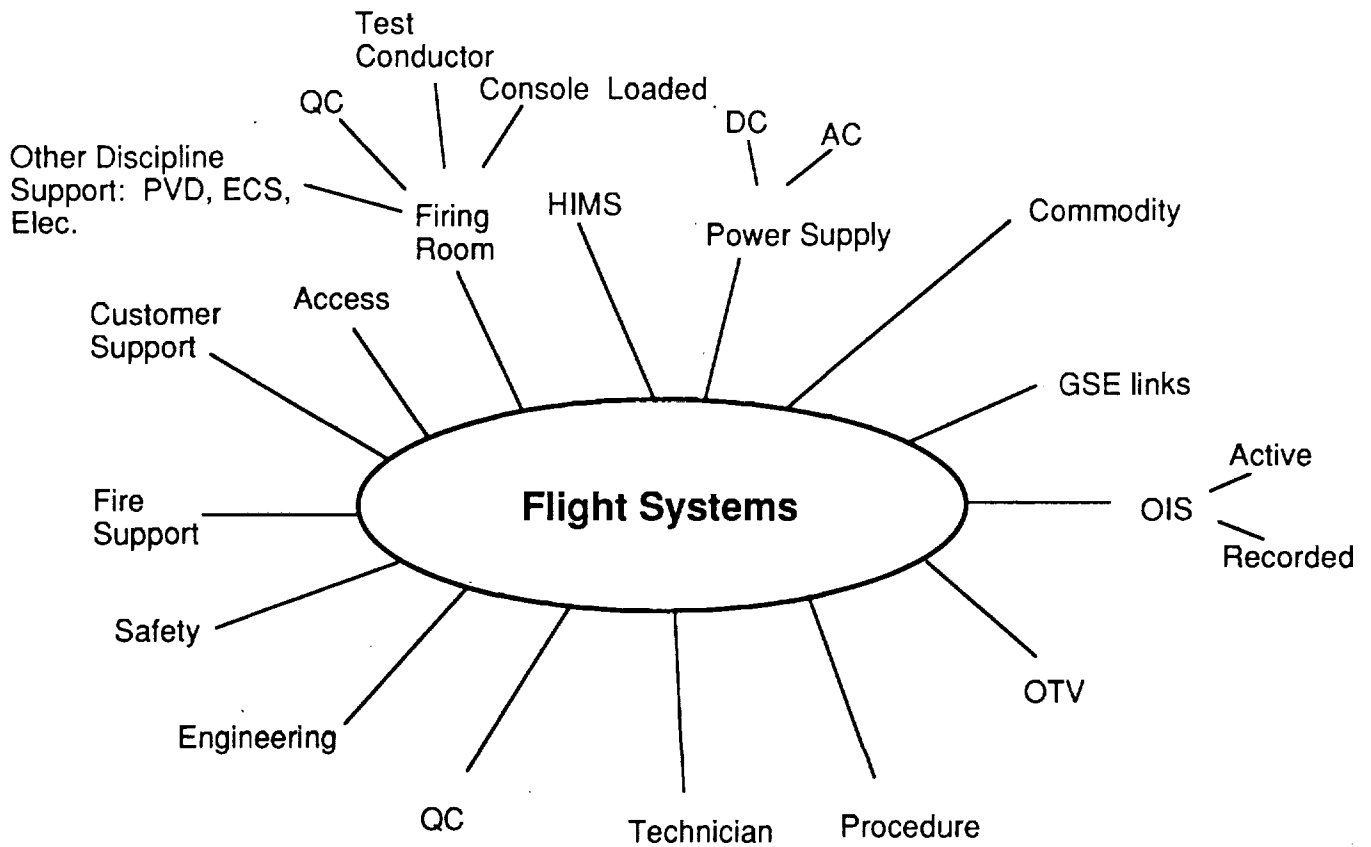 Test
Conductor
QC
Console Loaded
DC
AC
Other Discipline
Support: PVD, ECS,
Elec.
Firing
Room
HIMS
Power Supply
Commodity
Access
Customer
Support
GSE links
Active
Fire
Support
Flight Systems
OIS
Recorded
Safety
OTV
Engineering
QC
Technician
Procedure